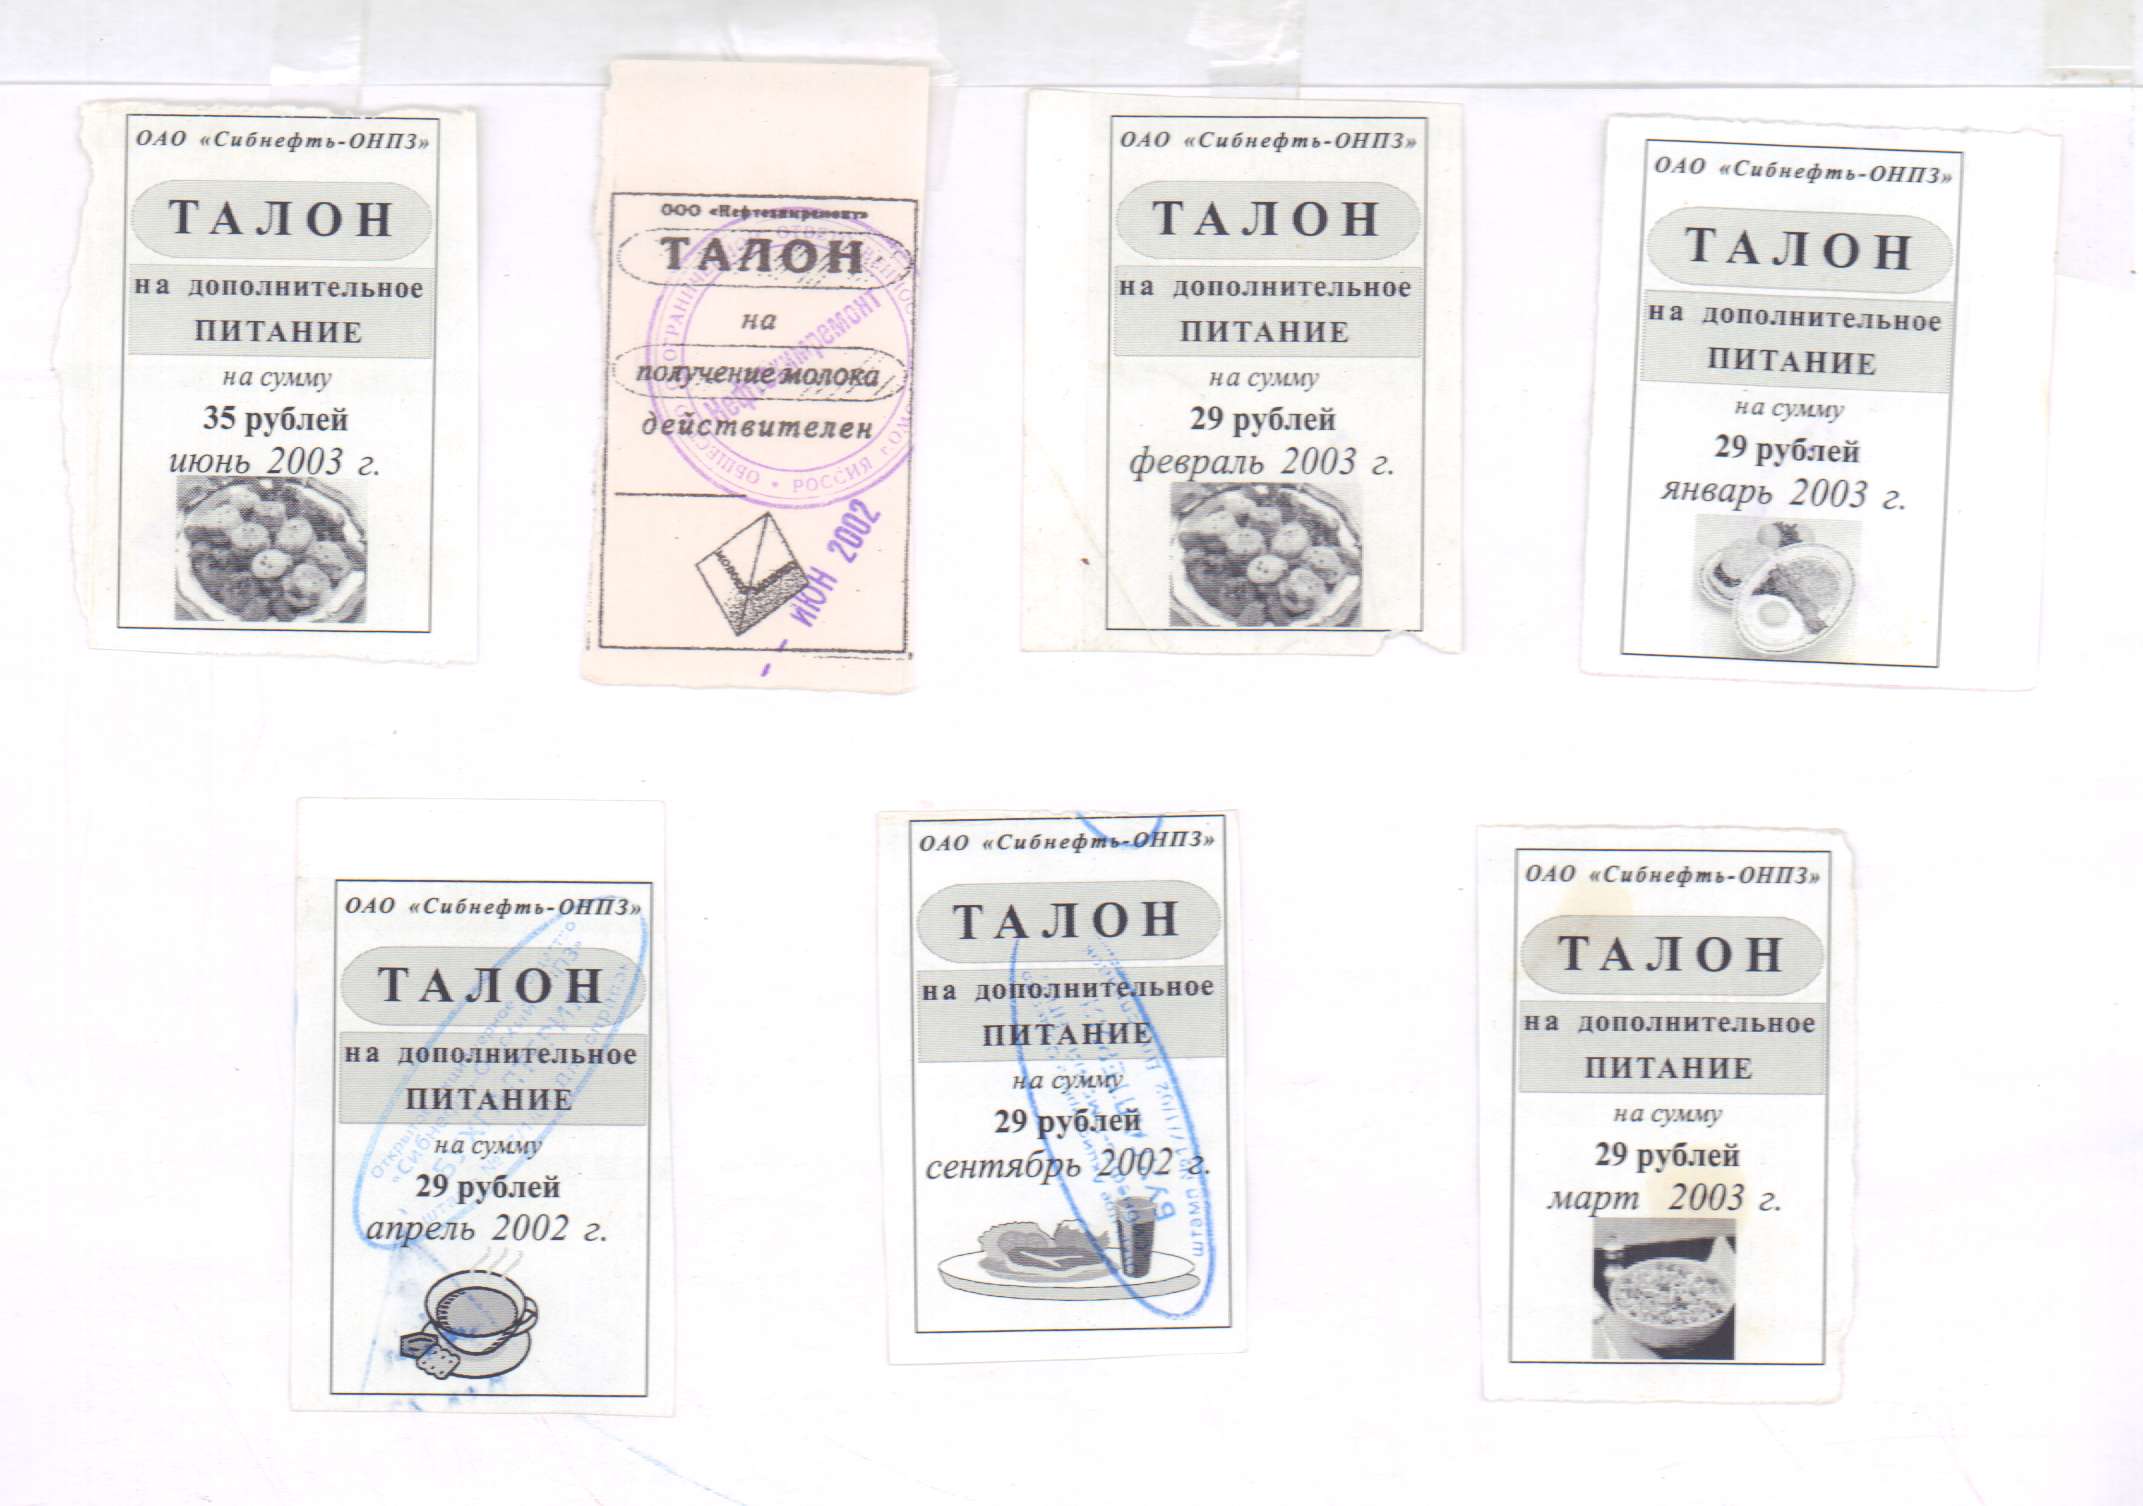 ОАО «Сибнефть-ОНПЗ»
ТАЛОН
на дополнительное
ПИТАНИЕ
на сумму
35 рублей
июнь 2003 г.
ООО «Нефтехимремонт»
ТАЛОН
на
получение молока
действителен
Нефтехимремонт
РОССИЯ
ОБЩЕСТВО
ИЮН 2002
ОАО «Сибнефть-ОНПЗ»
ТАЛОН
на дополнительное
ПИТАНИЕ
на сумму
29 рублей
февраль 2003 г.
ОАО «Сибнефть-ОНПЗ»
ТАЛОН
на дополнительное
ПИТАНИЕ
на сумму
29 рублей
январь 2003 г.
ОАО «Сибнефть-ОНПЗ»
ТАЛОН
на дополнительное
ПИТАНИЕ
на сумму
29 рублей
апрель 2002 г.
ОАО «Сибнефть-ОНПЗ»
ТАЛОН
на дополнительное
ПИТАНИЕ
на сумму
29 рублей
сентябрь 2002 г.
ОАО «Сибнефть-ОНПЗ»
ТАЛОН
на дополнительное
ПИТАНИЕ
на сумму
29 рублей
март 2003 г.